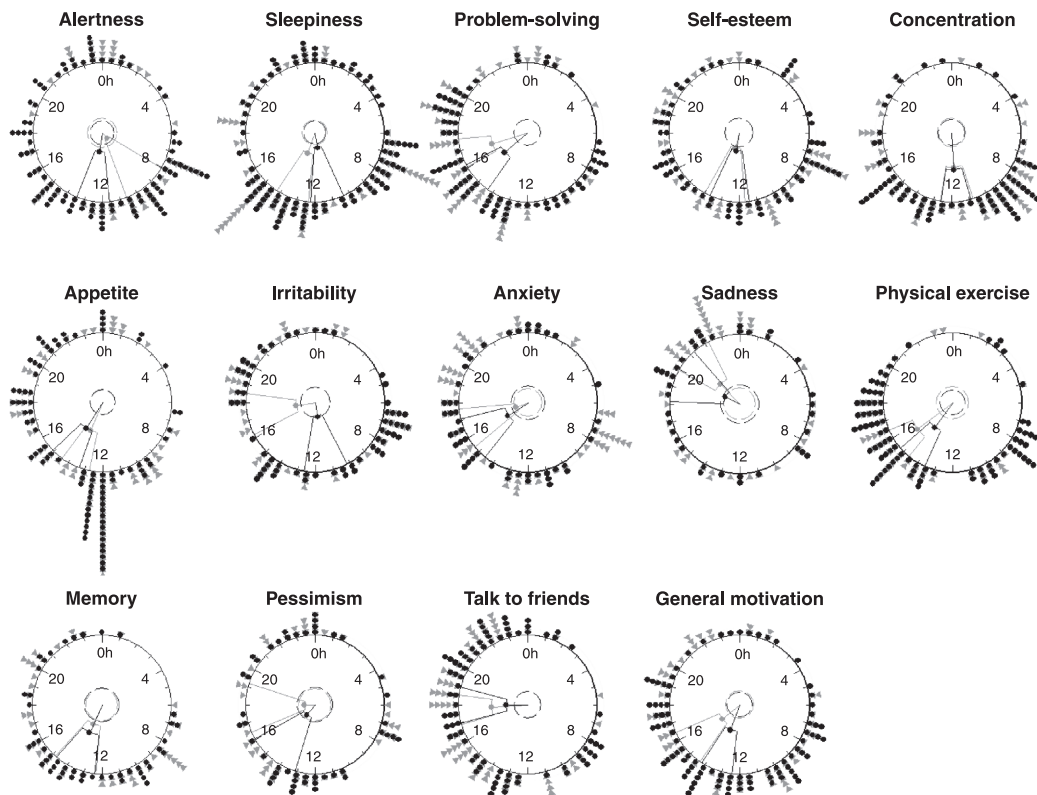 Alertness
Sleepiness
Problem-solving
Self-esteem
Concentration
0h
4
8
12
16
20
0h
4
8
12
16
20
0h
4
8
12
16
20
0h
4
8
12
16
20
0h
4
8
12
16
20
Appetite
Irritability
Anxiety
Sadness
Physical exercise
0h
4
8
12
16
20
0h
4
8
12
16
20
0h
4
8
12
16
20
0h
4
8
12
16
20
0h
4
8
12
16
20
Memory
Pessimism
Talk to friends
General motivation
0h
4
8
12
16
20
0h
4
8
12
16
20
0h
4
8
12
16
20
0h
4
8
12
16
20